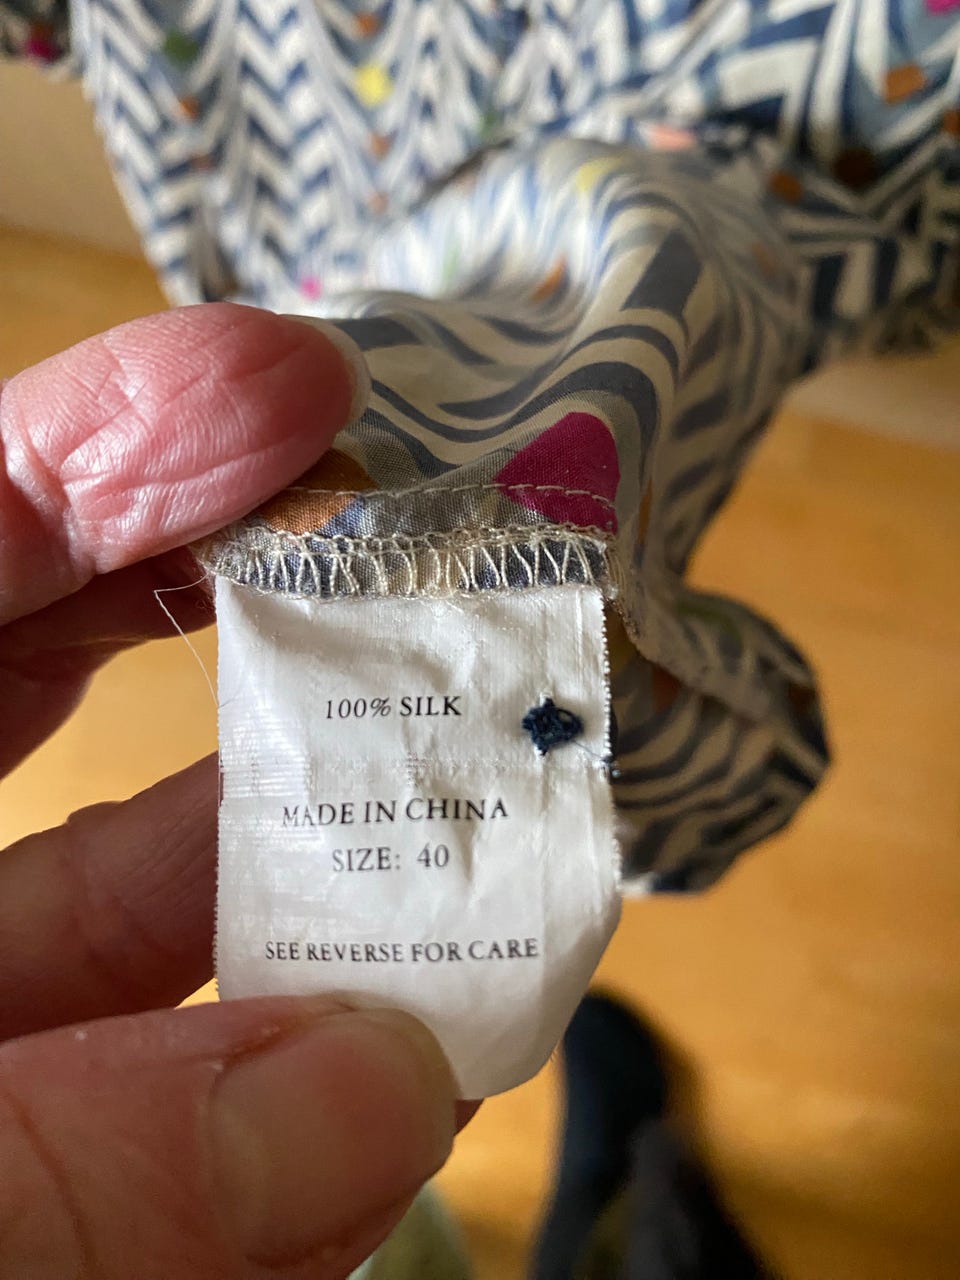 100% SILK
MADE IN CHINA
SIZE: 40
SEE REVERSE FOR CARE